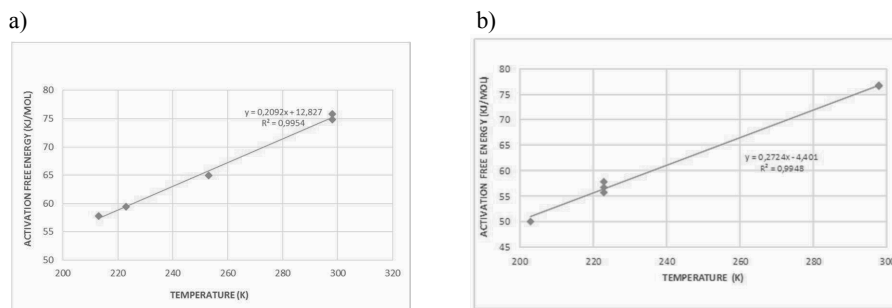 a)
b)
ACTIVATION FREE ENERGY (KJ/MOL)
80
75
70
65
60
55
50
y = 0,2092x + 12,827
R² = 0,9954
200
220
240
260
280
300
320
TEMPERATURE (K)
ACTIVATION FREE ENERGY (KJ/MOL)
80
75
70
65
60
55
50
45
y = 0,2724x - 4,401
R² = 0,9948
200
220
240
260
280
300
TEMPERATURE (K)